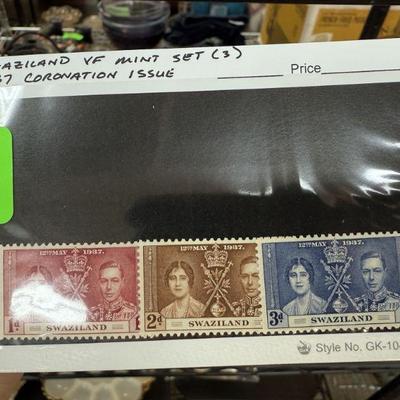 AZILAND VF MINT SET (3)
37 CORONATION ISSUE
Price
12TH MAY 1937.
1d
SWAZILAND
12TH MAY 1937.
2d
SWAZILAND
12TH MAY 1937.
3d
SWAZILAND
Style No. GK-10